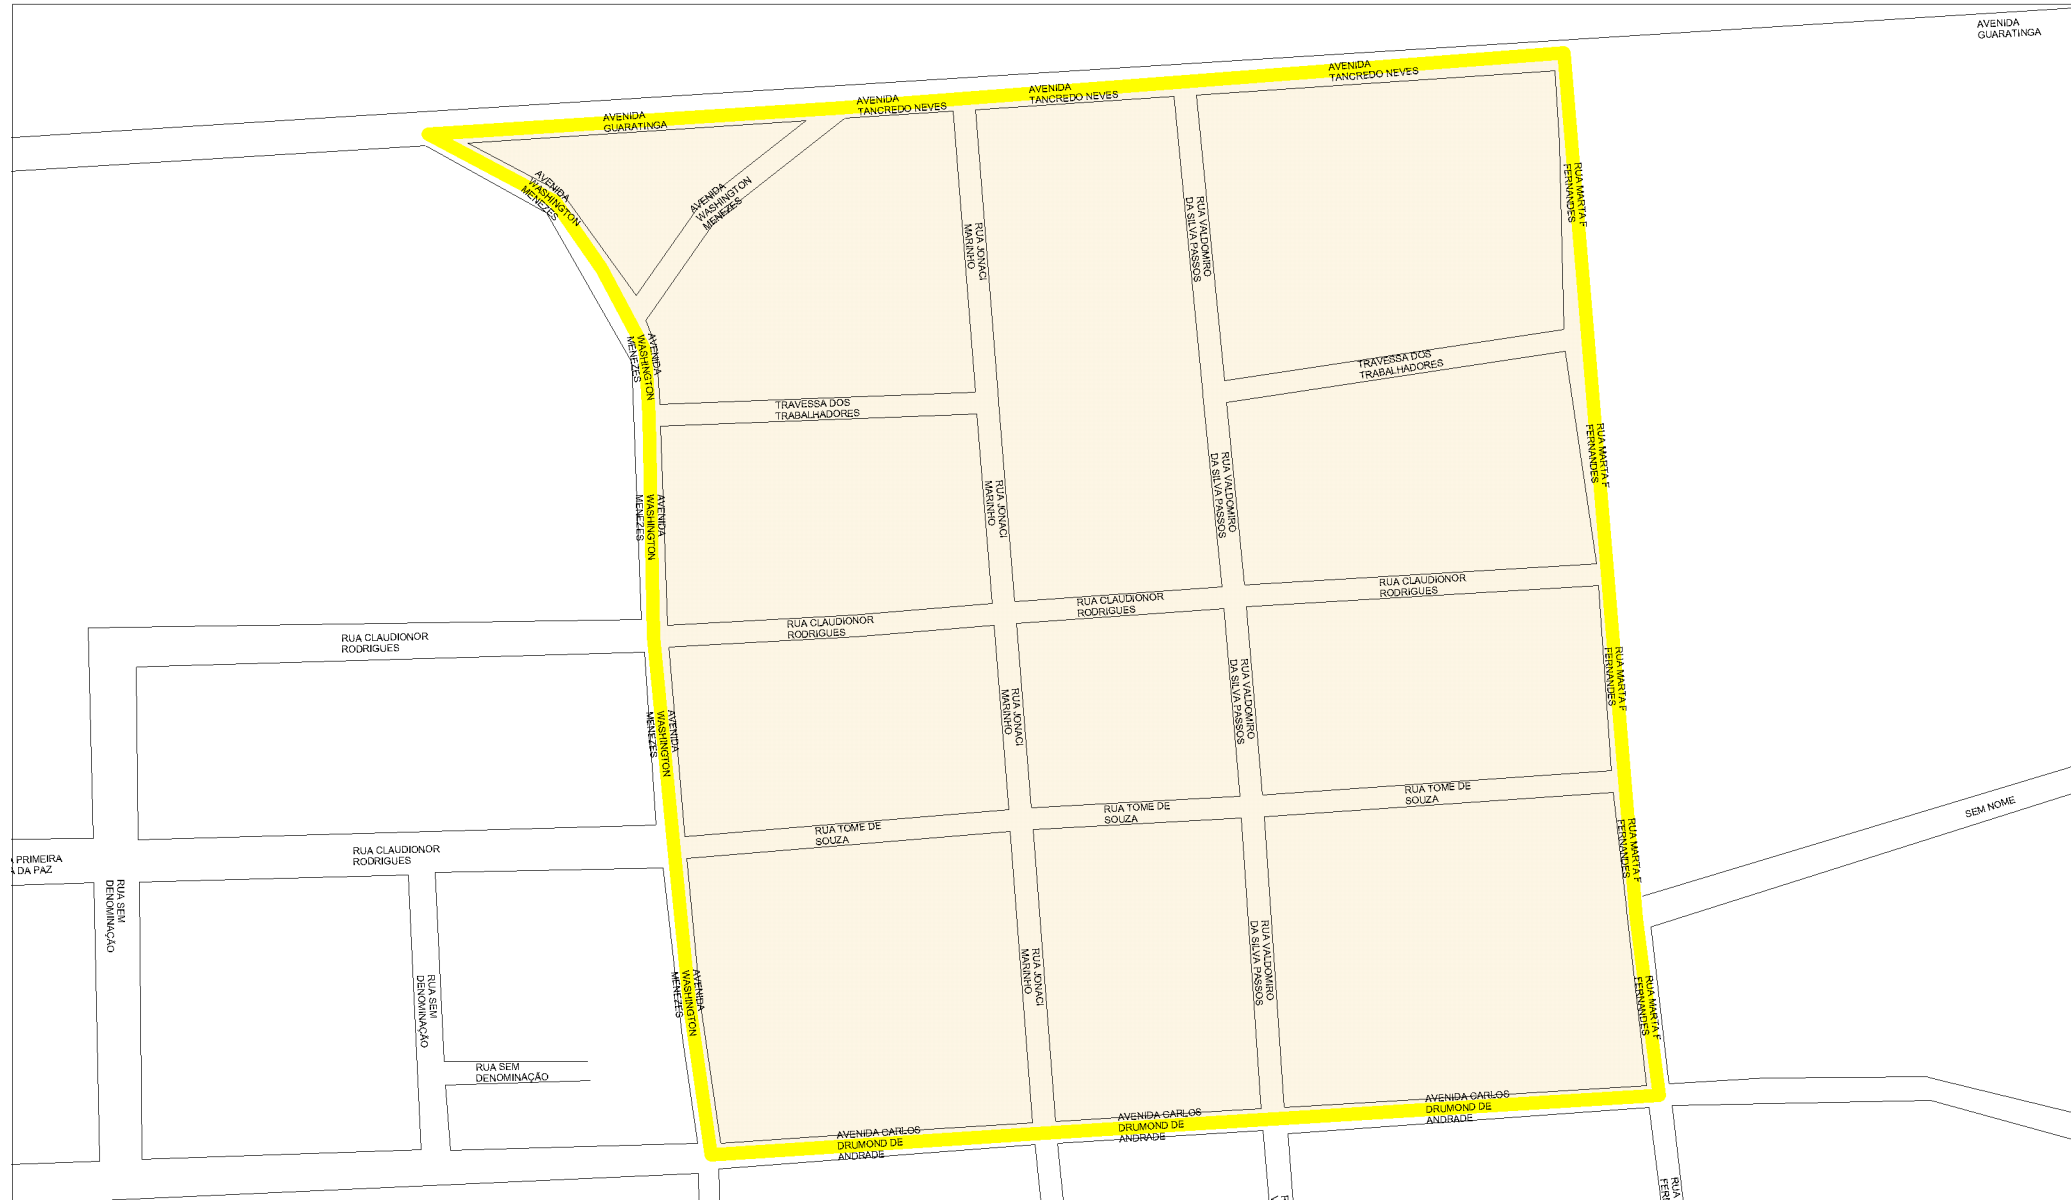 AVENIDA
GUARATINGA
AVENIDA
TANCREDO NEVES
AVENIDA
TANCREDO NEVES
AVENIDA
TANCREDO NEVES
AVENIDA
GUARATINGA
AVENIDA
WASHINGTON
MENEZES
AVENIDA
WASHINGTON
MENEZES
RUA JONACI
MARINHO
RUA VALDOMIRO
DA SILVA PASSOS
RUA MARTA F
FERNANDES
AVENIDA
WASHINGTON
MENEZES
TRAVESSA DOS
TRABALHADORES
TRAVESSA DOS
TRABALHADORES
AVENIDA
WASHINGTON
MENEZES
RUA JONACI
MARINHO
RUA VALDOMIRO
DA SILVA PASSOS
RUA MARTA F
FERNANDES
RUA CLAUDIONOR
RODRIGUES
RUA CLAUDIONOR
RODRIGUES
RUA CLAUDIONOR
RODRIGUES
RUA CLAUDIONOR
RODRIGUES
AVENIDA
WASHINGTON
MENEZES
RUA JONACI
MARINHO
RUA VALDOMIRO
DA SILVA PASSOS
RUA MARTA F
FERNANDES
RUA TOME DE
SOUZA
RUA TOME DE
SOUZA
RUA TOME DE
SOUZA
SEM NOME
PRIMEIRA
DA PAZ
RUA CLAUDIONOR
RODRIGUES
RUA MARTA F
FERNANDES
RUA SEM
DENOMINAÇÃO
RUA SEM
DENOMINAÇÃO
RUA SEM
DENOMINAÇÃO
AVENIDA
WASHINGTON
MENEZES
RUA JONACI
MARINHO
RUA VALDOMIRO
DA SILVA PASSOS
RUA MARTA F
FERNANDES
AVENIDA CARLOS
DRUMOND DE
ANDRADE
AVENIDA CARLOS
DRUMOND DE
ANDRADE
AVENIDA CARLOS
DRUMOND DE
ANDRADE
RUA